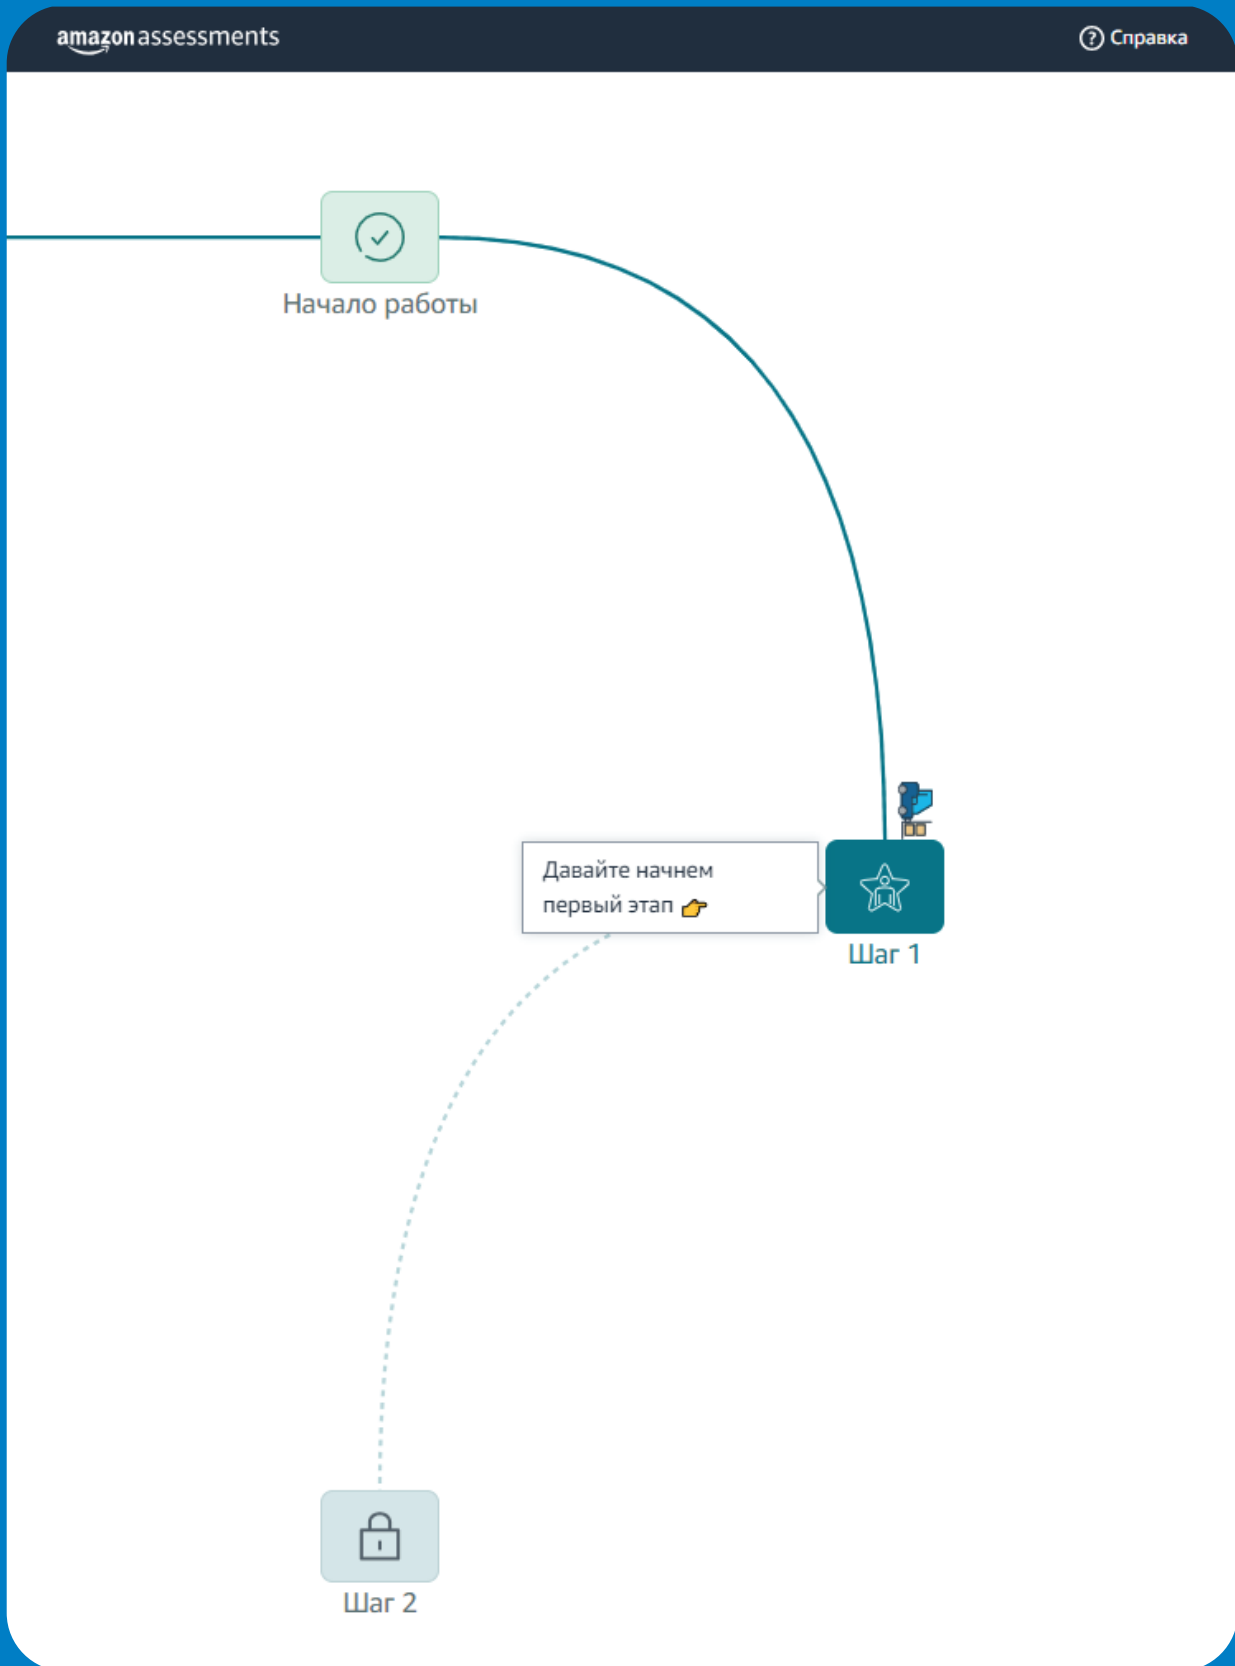 amazon assessments
Справка
Начало работы
Давайте начнем
первый этап 👉
Шаг 1
Шаг 2